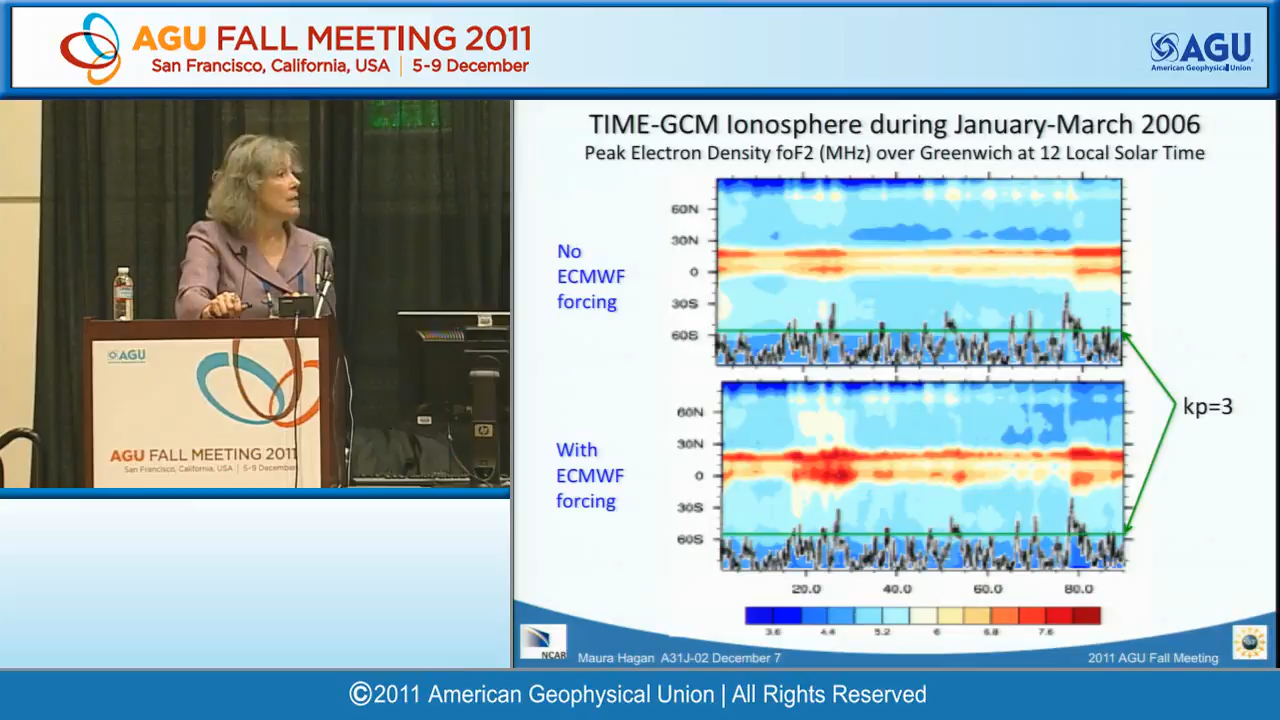 AGU FALL MEETING 2011
San Francisco, California, USA | 5-9 December
AGU
American Geophysical Union
TIME-GCM Ionosphere during January-March 2006
Peak Electron Density foF2 (MHz) over Greenwich at 12 Local Solar Time
No
ECMWF
forcing
60N
30N
0
30S
60S
kp=3
With
ECMWF
forcing
60N
30N
0
30S
60S
20.0 40.0 60.0 80.0
3.6 4.4 5.2 6 6.8 7.6
AGU
AGU FALL MEETING 2011
San Francisco, California, USA | 5-9 December
hp
NCAR
Maura Hagan A31J-02 December 7
2011 AGU Fall Meeting
©2011 American Geophysical Union | All Rights Reserved